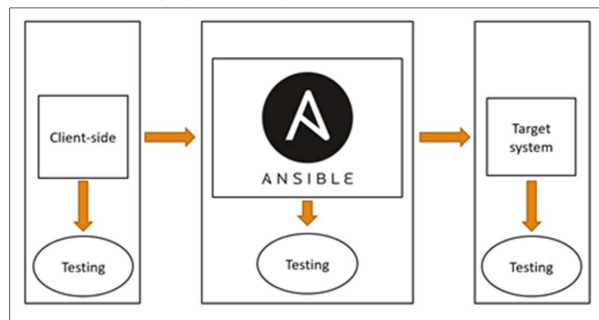 Client-side
ANSIBLE
Target
system
Testing
Testing
Testing